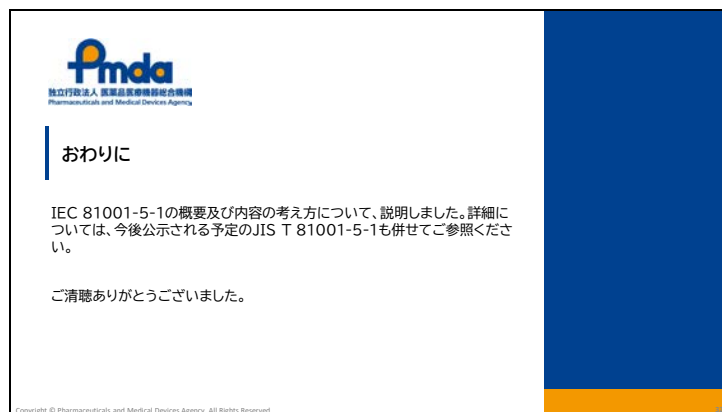 Pmda
独立行政法人 医薬品医療機器総合機構
Pharmaceuticals and Medical Devices Agency
おわりに
IEC 81001-5-1の概要及び内容の考え方について、説明しました。詳細に
ついては、今後公示される予定のJIS T 81001-5-1も併せてご参照くださ
い。
ご清聴ありがとうございました。
Copyright © Pharmaceuticals and Medical Devices Agency, All Rights Reserved.